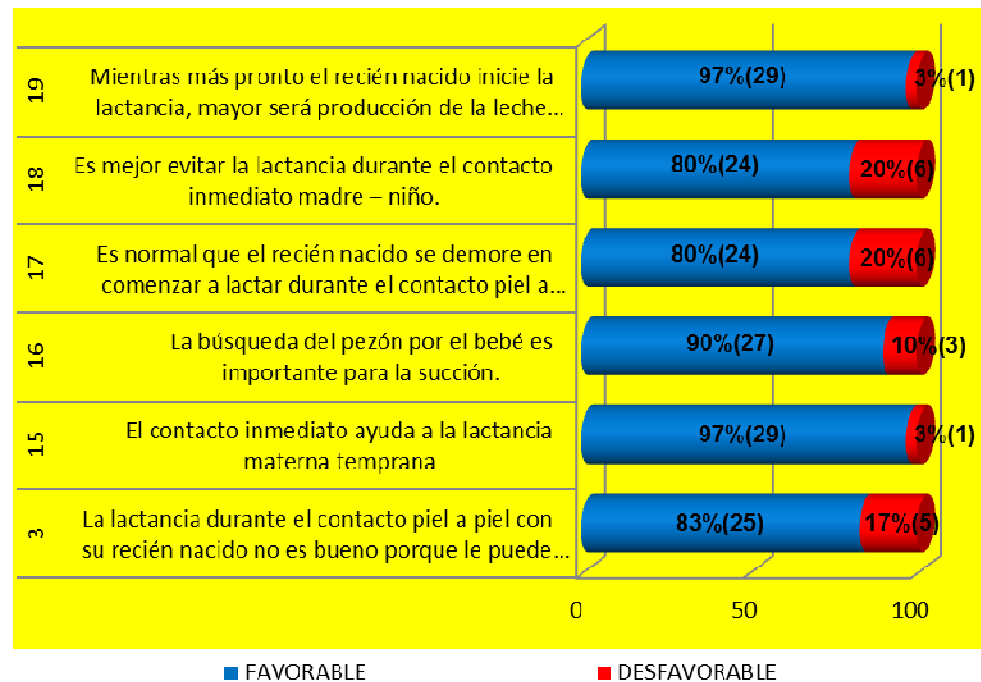 19
Mientras más pronto el recién nacido inicie la
lactancia, mayor será producción de la leche...
97%(29)
3%(1)
18
Es mejor evitar la lactancia durante el contacto
inmediato madre – niño.
80%(24)
20%(6)
17
Es normal que el recién nacido se demore en
comenzar a lactar durante el contacto piel a...
80%(24)
20%(6)
16
La búsqueda del pezón por el bebé es
importante para la succión.
90%(27)
10%(3)
15
El contacto inmediato ayuda a la lactancia
materna temprana
97%(29)
3%(1)
3
La lactancia durante el contacto piel a piel con
su recién nacido no es bueno porque le puede...
83%(25)
17%(5)
0 50 100
FAVORABLE DESFAVORABLE